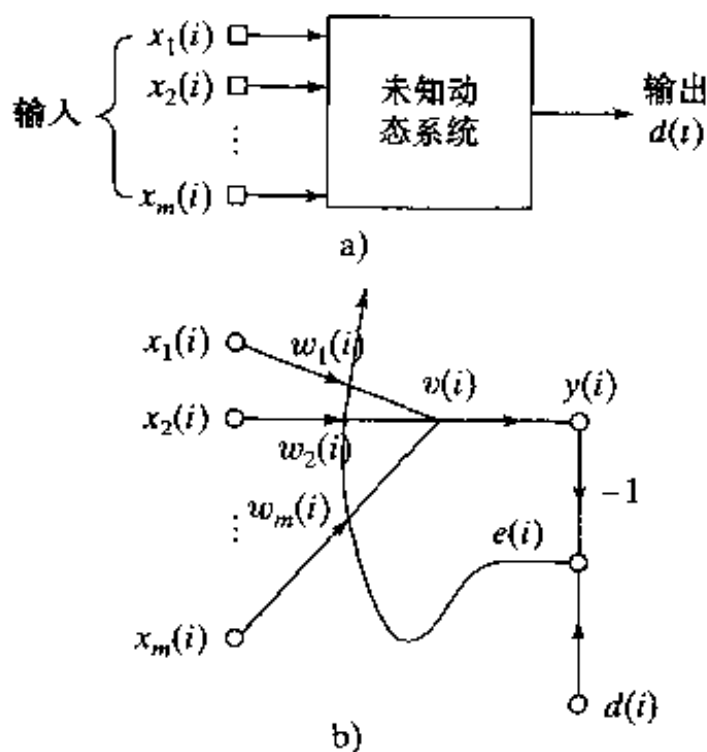 x₁(i)
x₂(i)
⋮
xₘ(i)
输入
未知动
态系统
输出
d(i)
a)
x₁(i)
w₁(i)
v(i)
y(i)
x₂(i)
w₂(i)
−1
⋮
wₘ(i)
e(i)
xₘ(i)
d(i)
b)